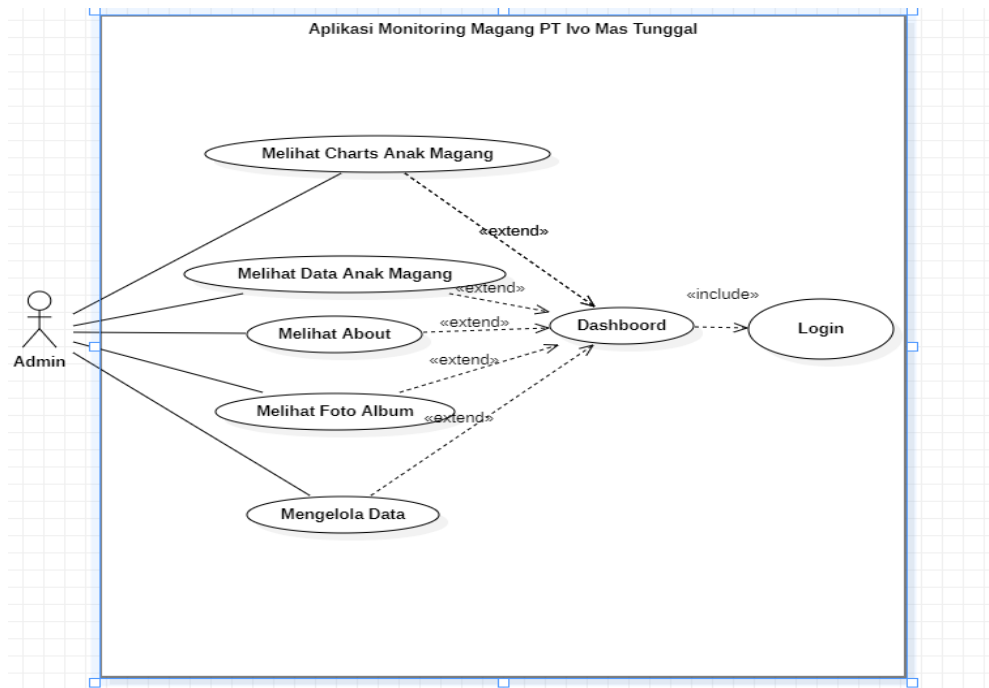 Aplikasi Monitoring Magang PT Ivo Mas Tunggal
Melihat Charts Anak Magang
«extend»
Melihat Data Anak Magang
«extend»
«include»
Melihat About
«extend»
Dashboord
Login
Admin
«extend»
Melihat Foto Album
«extend»
Mengelola Data